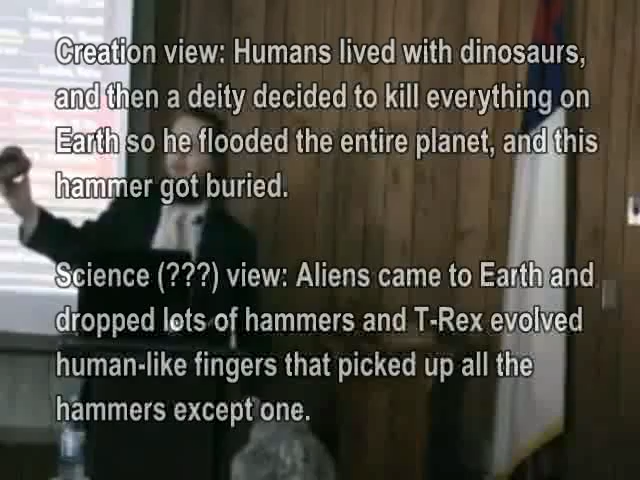 Creation view: Humans lived with dinosaurs,
and then a deity decided to kill everything on
Earth so he flooded the entire planet, and this
hammer got buried.
Science (???) view: Aliens came to Earth and
dropped lots of hammers and T-Rex evolved
human-like fingers that picked up all the
hammers except one.